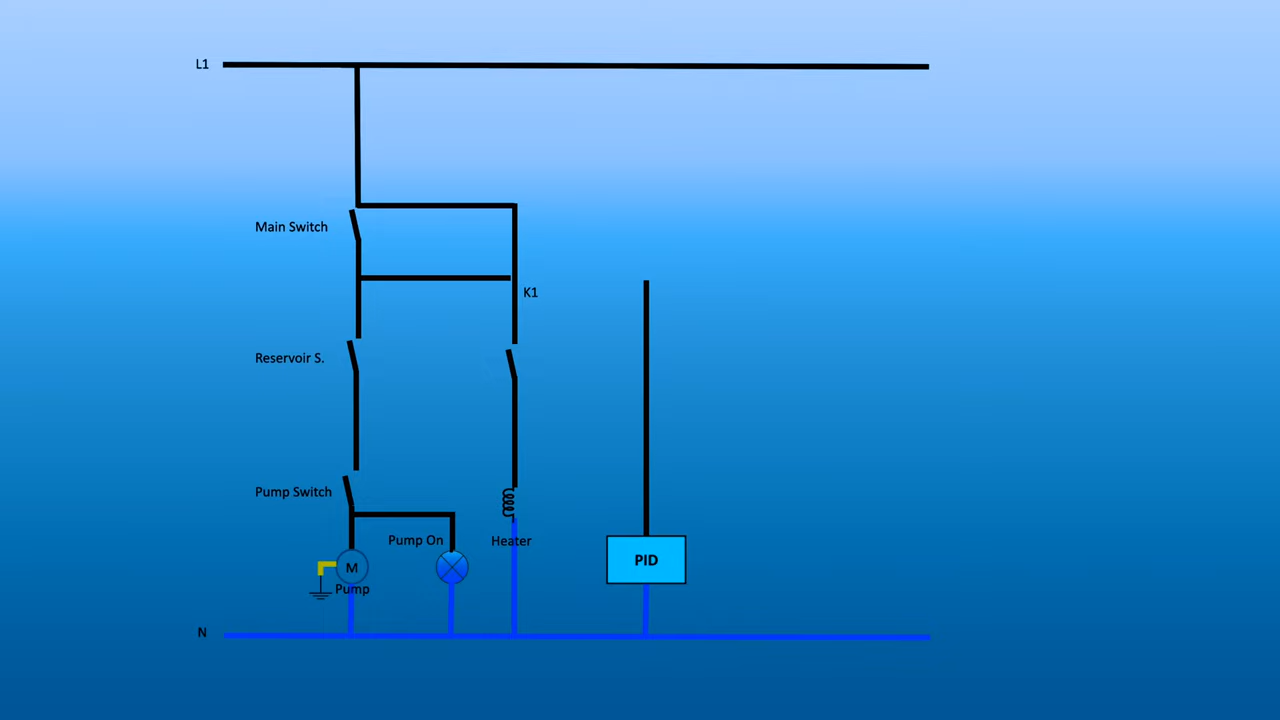 L1
Main Switch
K1
Reservoir S.
Pump Switch
Pump On
Heater
PID
M
Pump
N